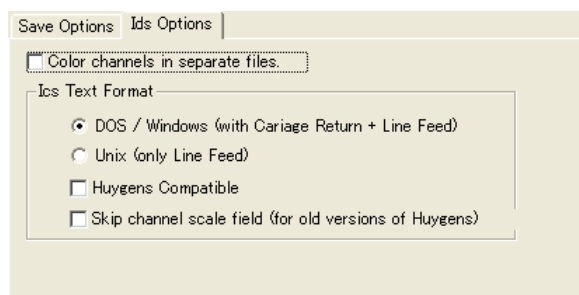 Save Options Ids Options
Color channels in separate files.
Ics Text Format
DOS / Windows (with Cariage Return + Line Feed)
Unix (only Line Feed)
Huygens Compatible
Skip channel scale field (for old versions of Huygens)